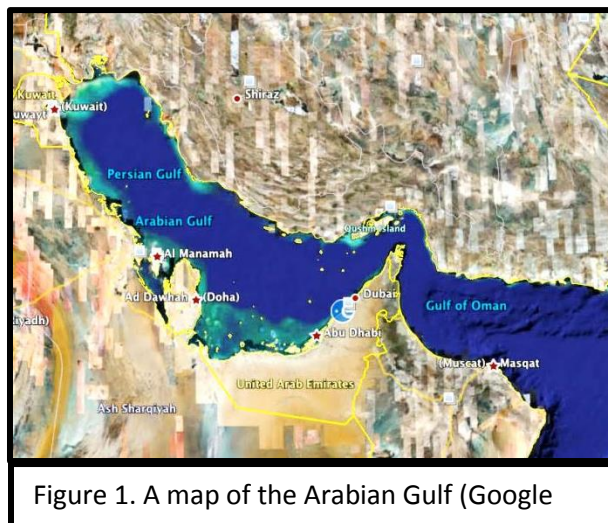 Kuwait
(Kuwait)
uwayt
Shiraz
Persian Gulf
Arabian Gulf
Qushm Island
Al Manamah
Ad Dawhah (Doha)
Dubai
Gulf of Oman
iyadh)
Abu Dhabi
(Muscat) Masqat
United Arab Emirates
Ash Sharqiyah
Figure 1. A map of the Arabian Gulf (Google